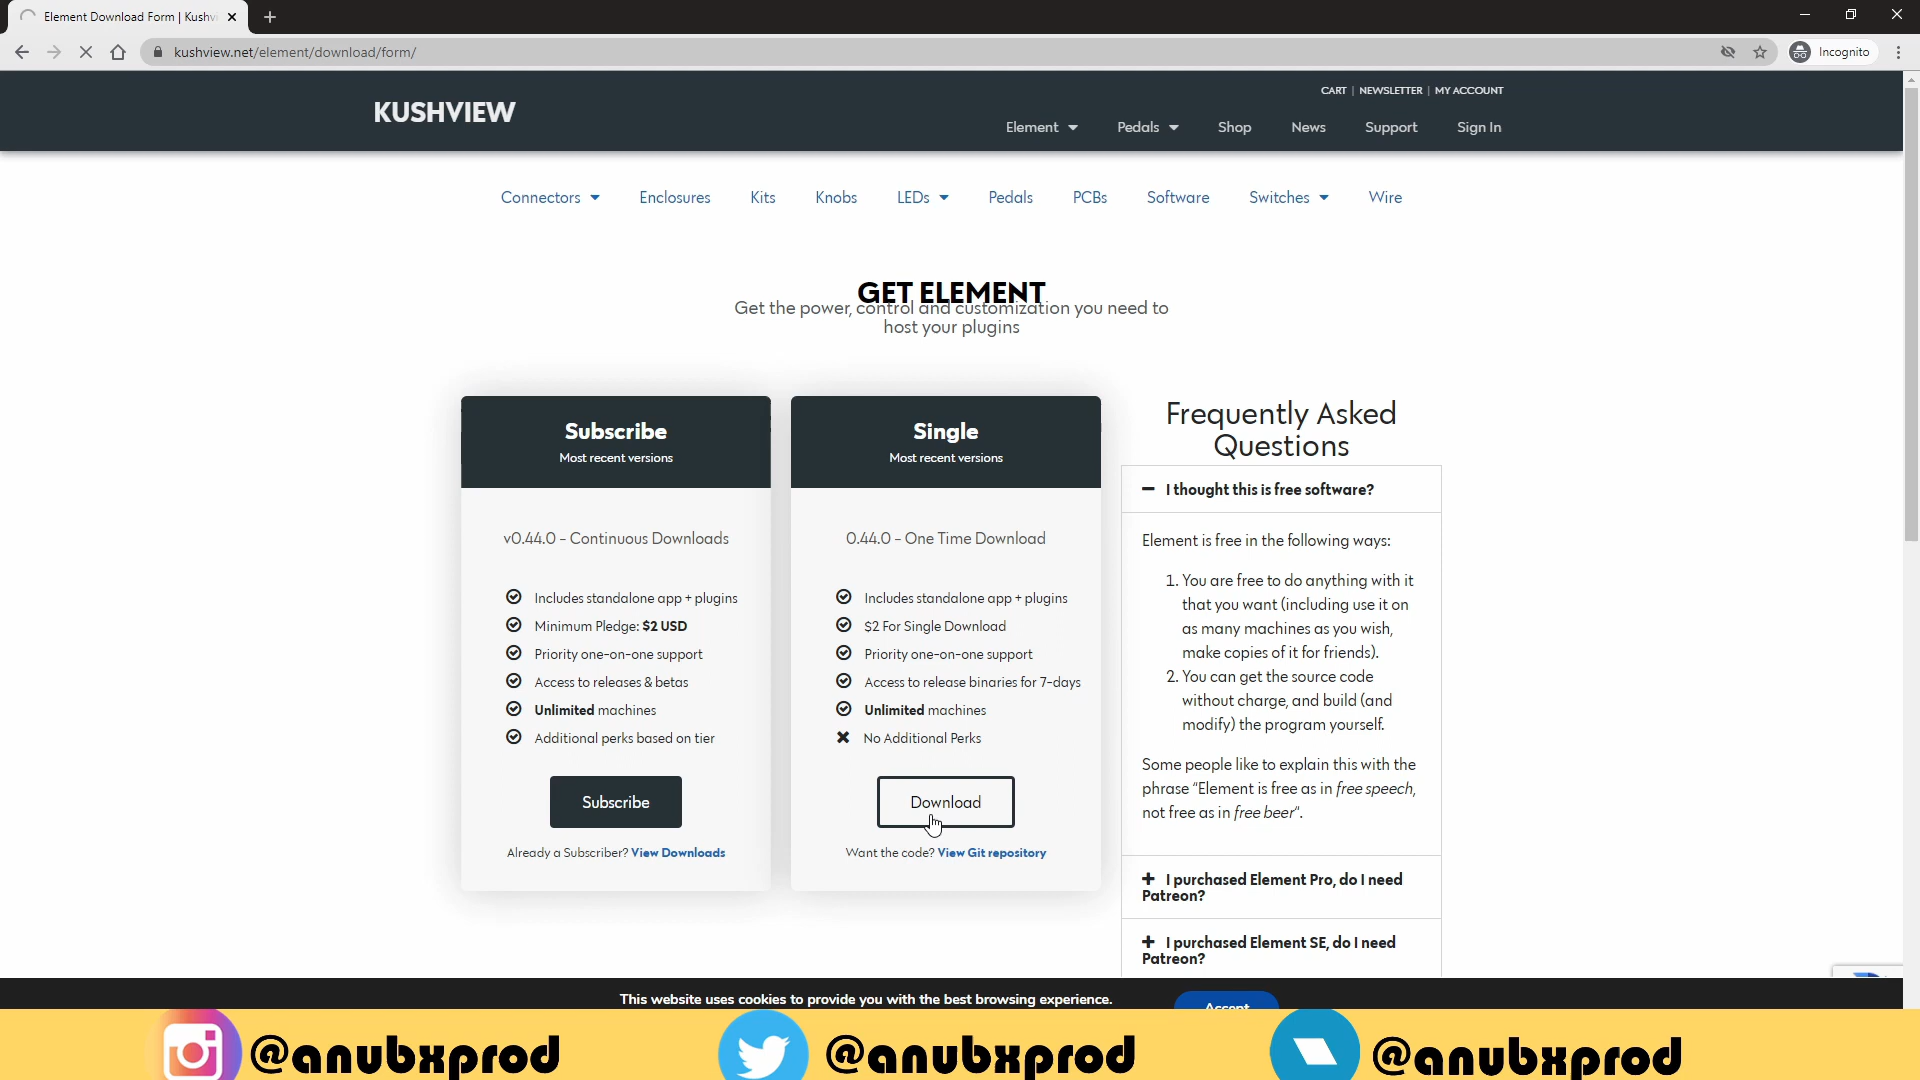 Element Download Form | Kushv
kushview.net/element/download/form/
Incognito
CART | NEWSLETTER | MY ACCOUNT
KUSHVIEW
Element Pedals Shop News Support Sign In
Connectors Enclosures Kits Knobs LEDs Pedals PCBs Software Switches Wire
GET ELEMENT
Get the power, control and customization you need to
host your plugins
Subscribe
Most recent versions
v0.44.0 - Continuous Downloads
Includes standalone app + plugins
Minimum Pledge: $2 USD
Priority one-on-one support
Access to releases & betas
Unlimited machines
Additional perks based on tier
Subscribe
Already a Subscriber? View Downloads
Single
Most recent versions
0.44.0 - One Time Download
Includes standalone app + plugins
$2 For Single Download
Priority one-on-one support
Access to release binaries for 7-days
Unlimited machines
No Additional Perks
Download
Want the code? View Git repository
Frequently Asked
Questions
I thought this is free software?
Element is free in the following ways:
1. You are free to do anything with it
that you want (including use it on
as many machines as you wish,
make copies of it for friends).
2. You can get the source code
without charge, and build (and
modify) the program yourself.
Some people like to explain this with the
phrase “Element is free as in free speech,
not free as in free beer“.
I purchased Element Pro, do I need
Patreon?
I purchased Element SE, do I need
Patreon?
This website uses cookies to provide you with the best browsing experience.
Accept
@anubxprod @anubxprod @anubxprod